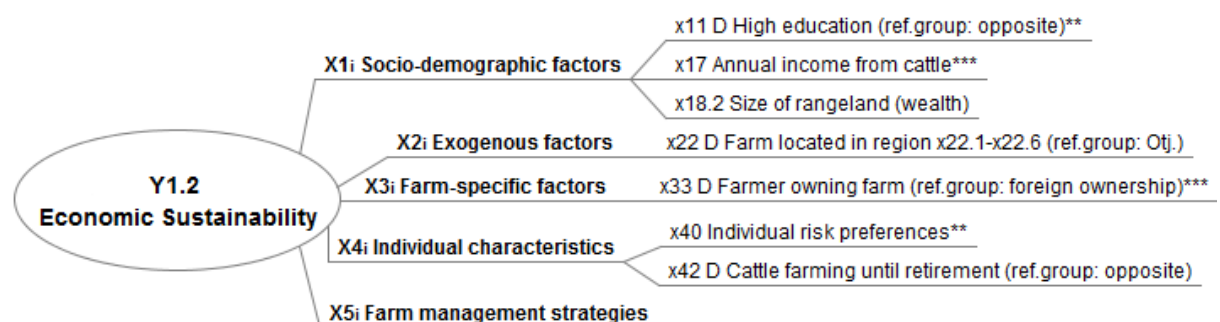 x11 D High education (ref.group: opposite)**
X1i Socio-demographic factors
x17 Annual income from cattle***
x18.2 Size of rangeland (wealth)
X2i Exogenous factors
x22 D Farm located in region x22.1-x22.6 (ref.group: Otj.)
Y1.2
Economic Sustainability
X3i Farm-specific factors
x33 D Farmer owning farm (ref.group: foreign ownership)***
X4i Individual characteristics
x40 Individual risk preferences**
x42 D Cattle farming until retirement (ref.group: opposite)
X5i Farm management strategies